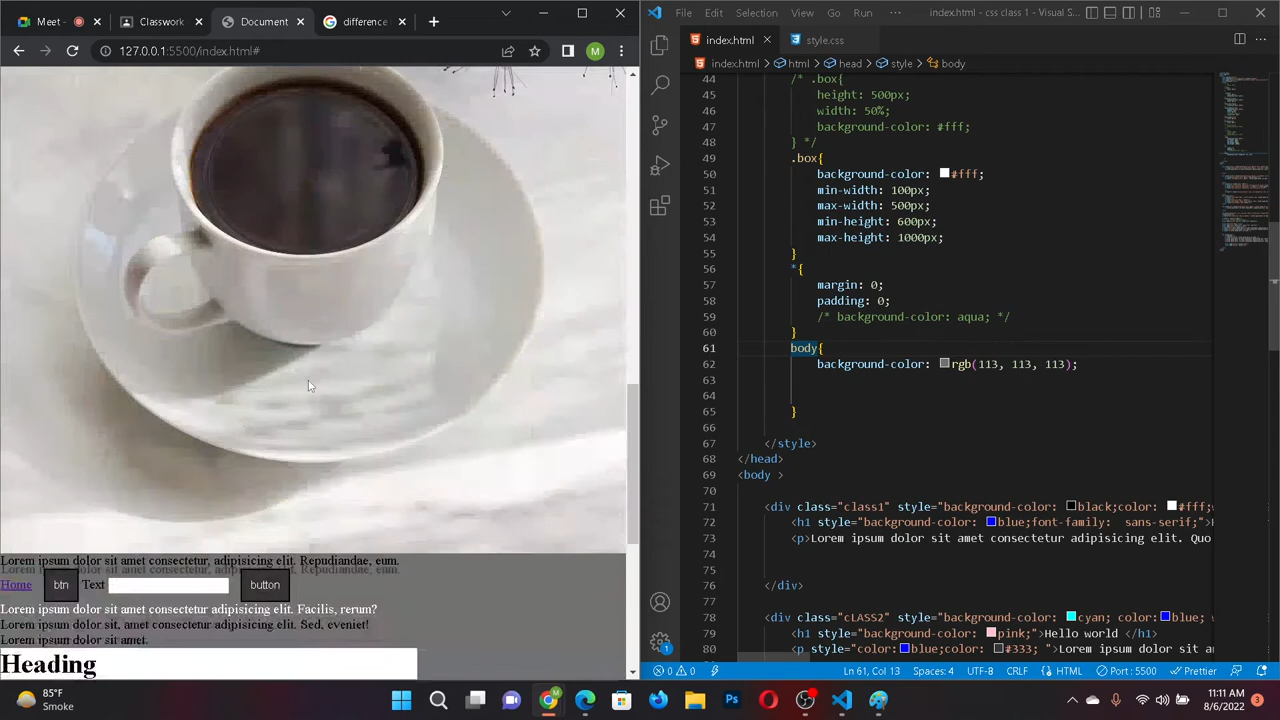 Meet -
Classwork
Document
difference
127.0.0.1:5500/index.html#
M
Lorem ipsum dolor sit amet consectetur, adipisicing elit. Repudiandae, eum.
Home btn Text button
Lorem ipsum dolor sit amet consectetur adipisicing elit. Facilis, rerum?
Lorem ipsum dolor sit, amet consectetur adipisicing elit. Sed, eveniet!
Lorem ipsum dolor sit amet.
Heading
File Edit Selection View Go Run ··· index.html - css class 1 - Visual S...
index.html style.css
index.html > html > head > style > body
44 /* .box{
45 height: 500px;
46 width: 50%;
47 background-color: #fff;
48 } */
49 .box{
50 background-color: #fff;
51 min-width: 100px;
52 max-width: 500px;
53 min-height: 600px;
54 max-height: 1000px;
55 }
56 *{
57 margin: 0;
58 padding: 0;
59 /* background-color: aqua; */
60 }
61 body{
62 background-color: rgb(113, 113, 113);
63
64
65 }
66
67 </style>
68 </head>
69 <body >
70
71 <div class="class1" style="background-color: black;color: #fff;
72 <h1 style="background-color: blue;font-family: sans-serif;">
73 <p>Lorem ipsum dolor sit amet consectetur adipisicing elit. Quo
74
75
76 </div>
77
78 <div class="cLASS2" style="background-color: cyan; color:blue;
79 <h1 style="background-color: pink;">Hello world </h1>
80 <p style="color:blue;color: #333; ">Lorem ipsum dolor sit amet
0 0 Ln 61, Col 13 Spaces: 4 UTF-8 CRLF HTML Port : 5500 Prettier
1
85°F
Smoke
M
Ps
11:11 AM
8/6/2022
3